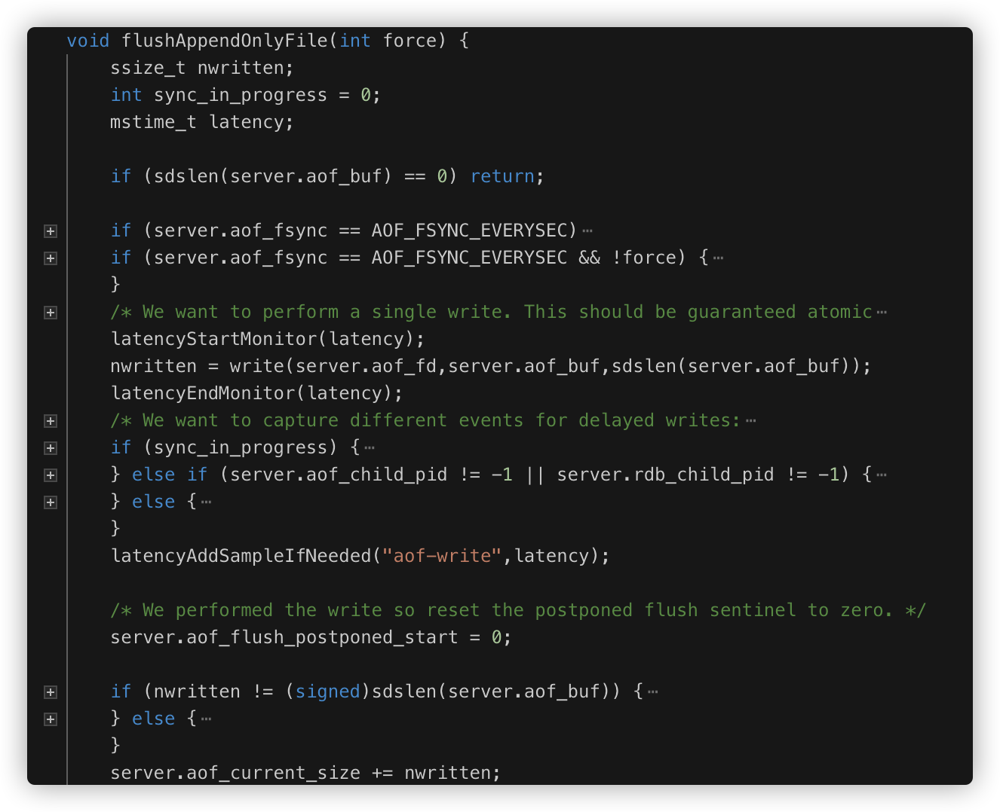 void flushAppendOnlyFile(int force) {
ssize_t nwritten;
int sync_in_progress = 0;
mstime_t latency;
if (sdslen(server.aof_buf) == 0) return;
if (server.aof_fsync == AOF_FSYNC_EVERYSEC)⋯
if (server.aof_fsync == AOF_FSYNC_EVERYSEC && !force) {⋯
}
/* We want to perform a single write. This should be guaranteed atomic⋯
latencyStartMonitor(latency);
nwritten = write(server.aof_fd,server.aof_buf,sdslen(server.aof_buf));
latencyEndMonitor(latency);
/* We want to capture different events for delayed writes:⋯
if (sync_in_progress) {⋯
} else if (server.aof_child_pid != -1 || server.rdb_child_pid != -1) {⋯
} else {⋯
}
latencyAddSampleIfNeeded("aof-write",latency);
/* We performed the write so reset the postponed flush sentinel to zero. */
server.aof_flush_postponed_start = 0;
if (nwritten != (signed)sdslen(server.aof_buf)) {⋯
} else {⋯
}
server.aof_current_size += nwritten;